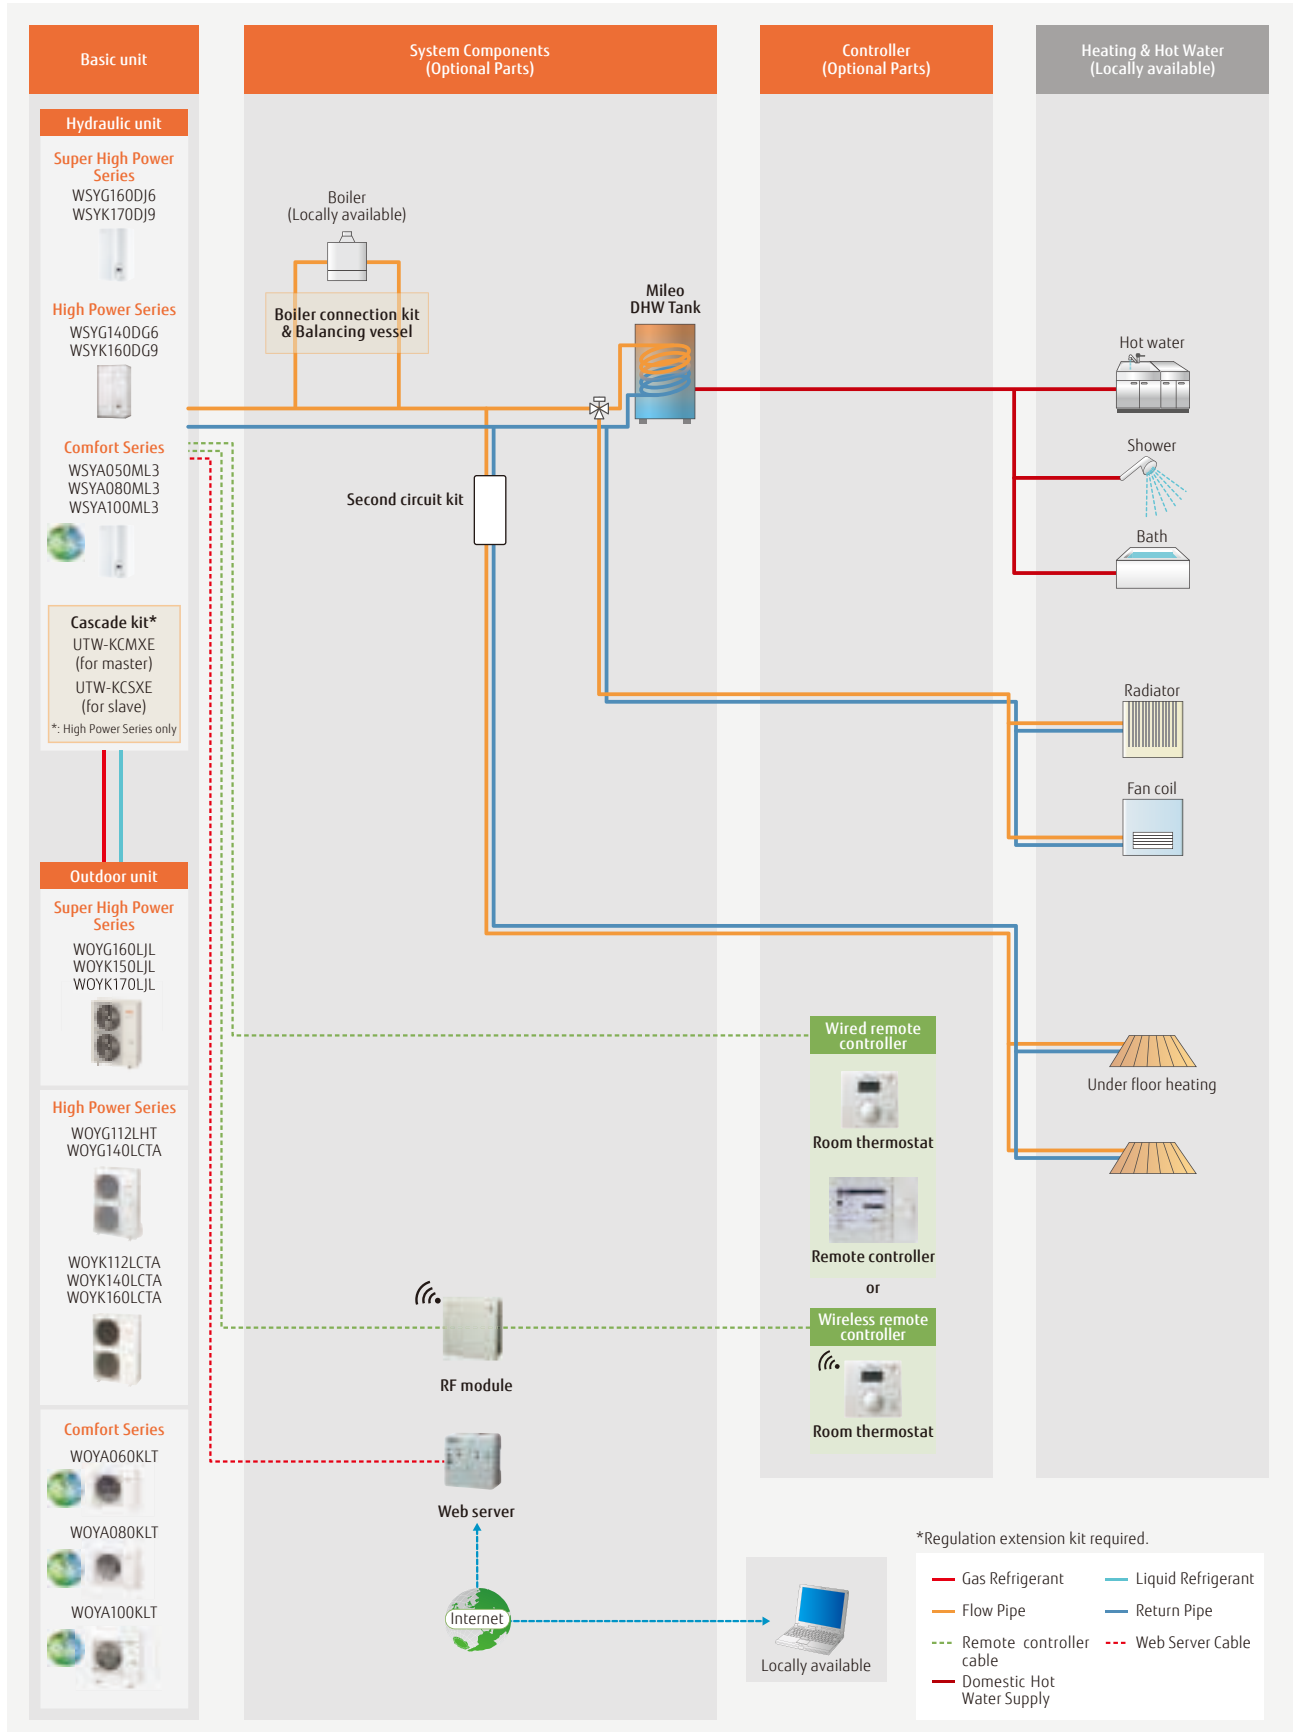 Basic unit
System Components
(Optional Parts)
Controller
(Optional Parts)
Heating & Hot Water
(Locally available)
Hydraulic unit
Super High Power
Series
WSYG160DJ6
WSYK170DJ9
High Power Series
WSYG140DG6
WSYK160DG9
Comfort Series
WSYA050ML3
WSYA080ML3
WSYA100ML3
Cascade kit*
UTW-KCMXE
(for master)
UTW-KCSXE
(for slave)
*: High Power Series only
Outdoor unit
Super High Power
Series
WOYG160LJL
WOYK150LJL
WOYK170LJL
High Power Series
WOYG112LHT
WOYG140LCTA
WOYK112LCTA
WOYK140LCTA
WOYK160LCTA
Comfort Series
WOYA060KLT
WOYA080KLT
WOYA100KLT
Boiler
(Locally available)
Boiler connection kit
& Balancing vessel
Mileo
DHW Tank
Second circuit kit
RF module
Web server
Internet
Locally available
Wired remote
controller
Room thermostat
Remote controller
or
Wireless remote
controller
Room thermostat
Hot water
Shower
Bath
Radiator
Fan coil
Under floor heating
*Regulation extension kit required.
Gas Refrigerant
Liquid Refrigerant
Flow Pipe
Return Pipe
Remote controller
cable
Web Server Cable
Domestic Hot
Water Supply